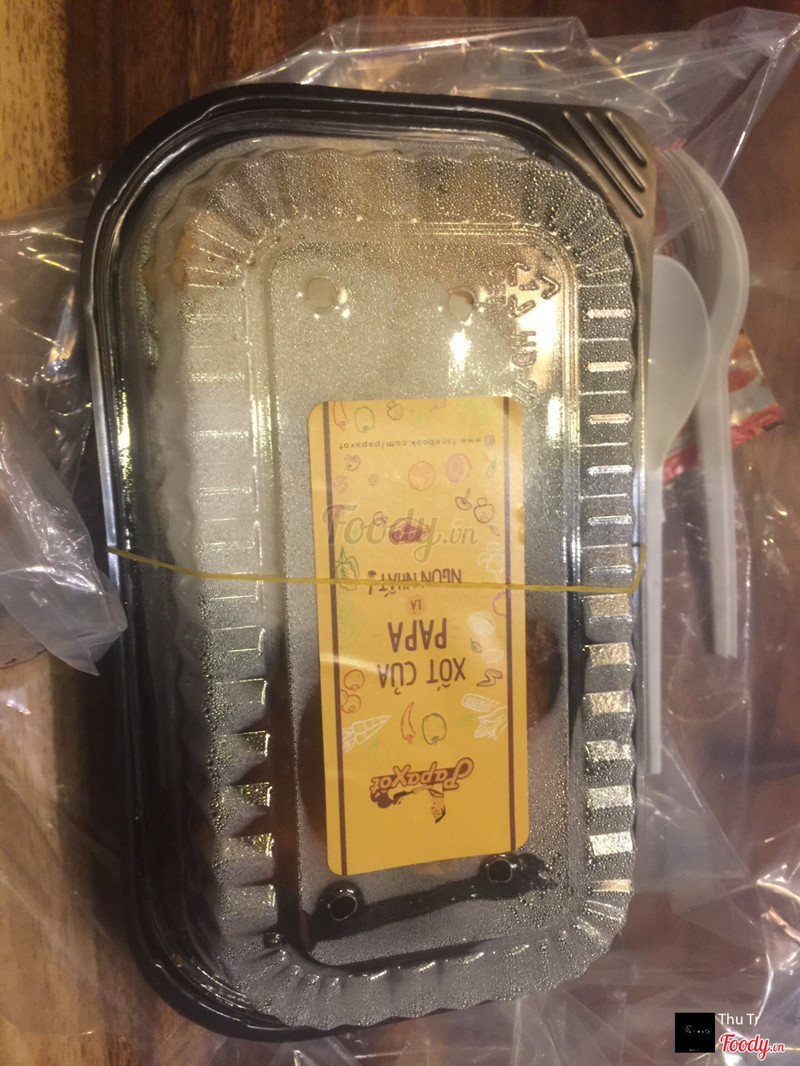 PapaXốt
XỐT CỦA
PAPA
LÀ
NGON NHẤT!
www.facebook.com/papaxot
Foody.vn
Thu Tr
Foody.vn